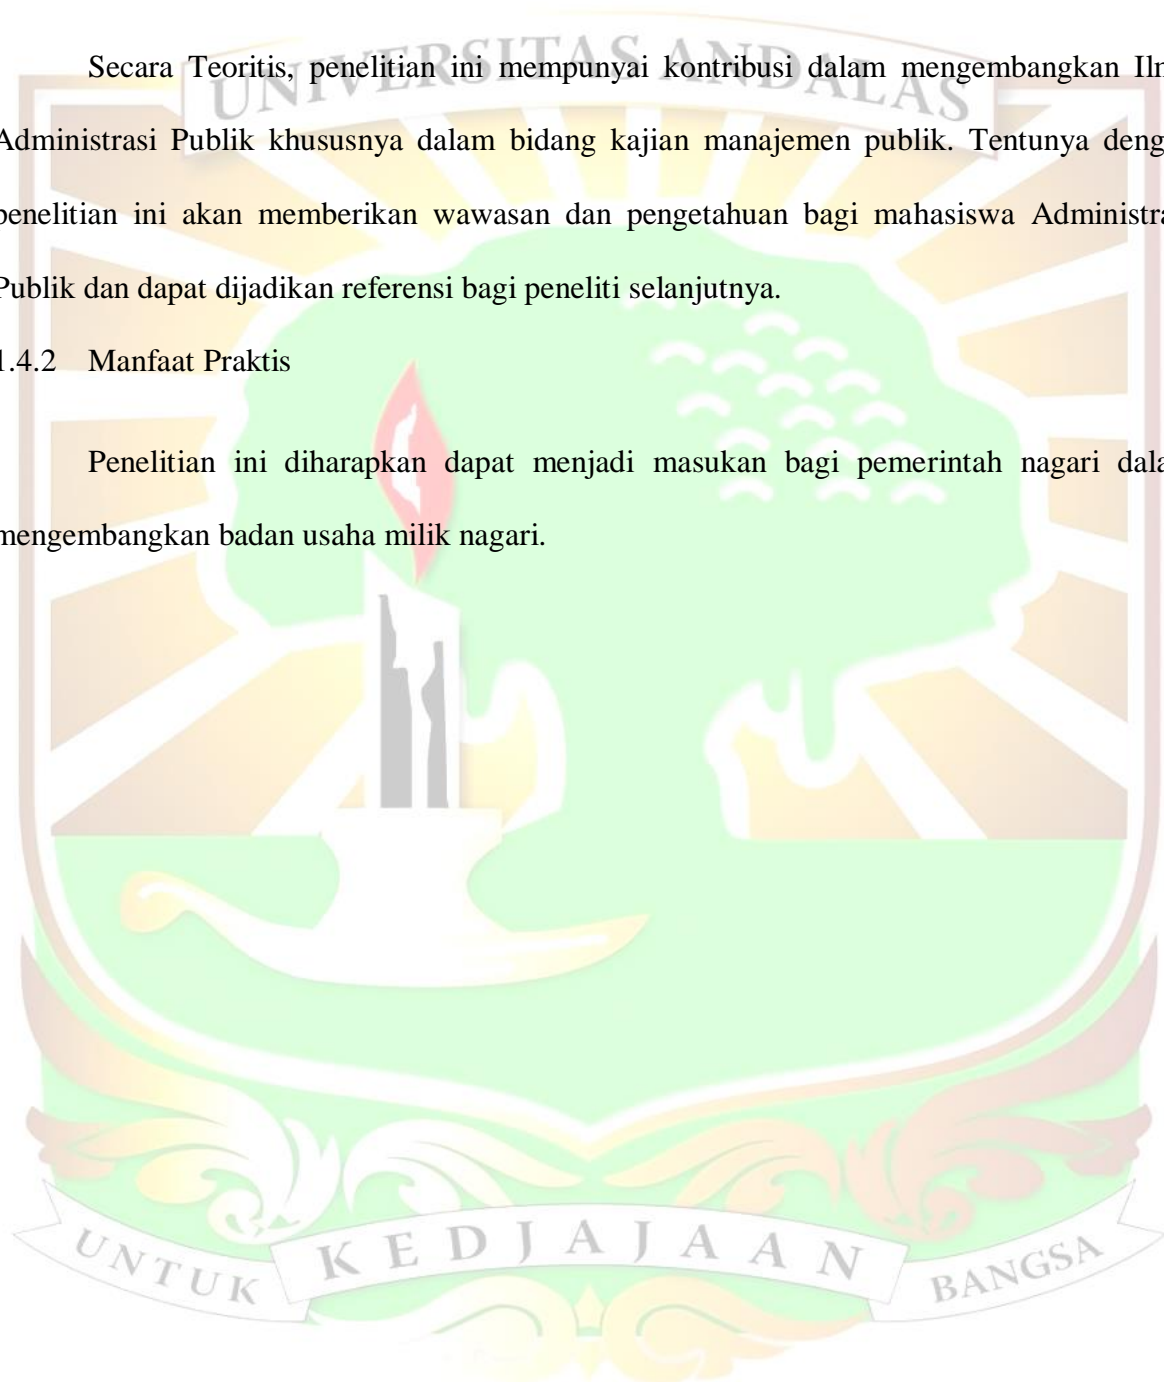 UNIVERSITAS ANDALAS
Secara Teoritis, penelitian ini mempunyai kontribusi dalam mengembangkan Iln
Administrasi Publik khususnya dalam bidang kajian manajemen publik. Tentunya deng
penelitian ini akan memberikan wawasan dan pengetahuan bagi mahasiswa Administra
Publik dan dapat dijadikan referensi bagi peneliti selanjutnya.
1.4.2 Manfaat Praktis
Penelitian ini diharapkan dapat menjadi masukan bagi pemerintah nagari dala
mengembangkan badan usaha milik nagari.
UNTUK KEDJAJAAN BANGSA